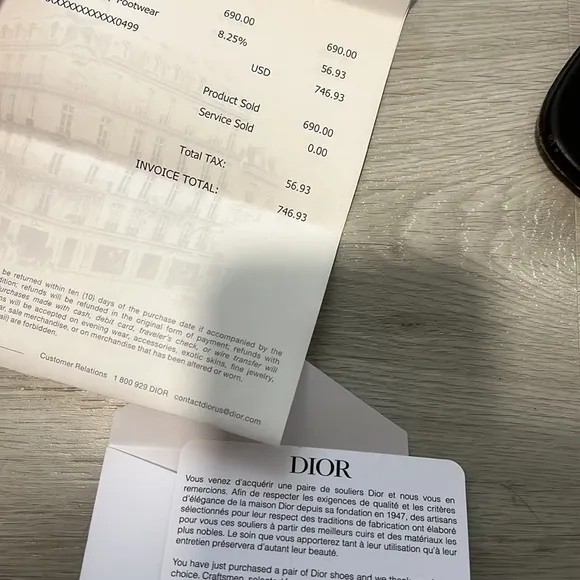 Footwear 690.00 690.00
XXXXXXXXXXXX0499 8.25% 56.93
USD 746.93
Product Sold 690.00
Service Sold 0.00
Total TAX: 56.93
INVOICE TOTAL: 746.93
be returned within ten (10) days of the purchase date if accompanied by the
refunds will be refunded in the original form of payment; refunds with
purchases made with cash, debit card, traveler's check, or wire transfer will
will be accepted on evening wear, accessories, exotic skins, fine jewelry,
sale merchandise, or on merchandise that has been altered or worn.
are forbidden.
Customer Relations 1 800 929 DIOR contactdiorus@dior.com
DIOR
Vous venez d'acquérir une paire de souliers Dior et nous vous en
remercions. Afin de respecter les exigences de qualité et les critères
d'élégance de la maison Dior depuis sa fondation en 1947, des artisans
sélectionnés pour leur respect des traditions de fabrication ont élaboré
pour vous ces souliers à partir des meilleurs cuirs et des matériaux les
plus nobles. Le soin que vous apporterez tant à leur utilisation qu'à leur
entretien préservera d'autant leur beauté.
You have just purchased a pair of Dior shoes and we
choice. Craftsmen